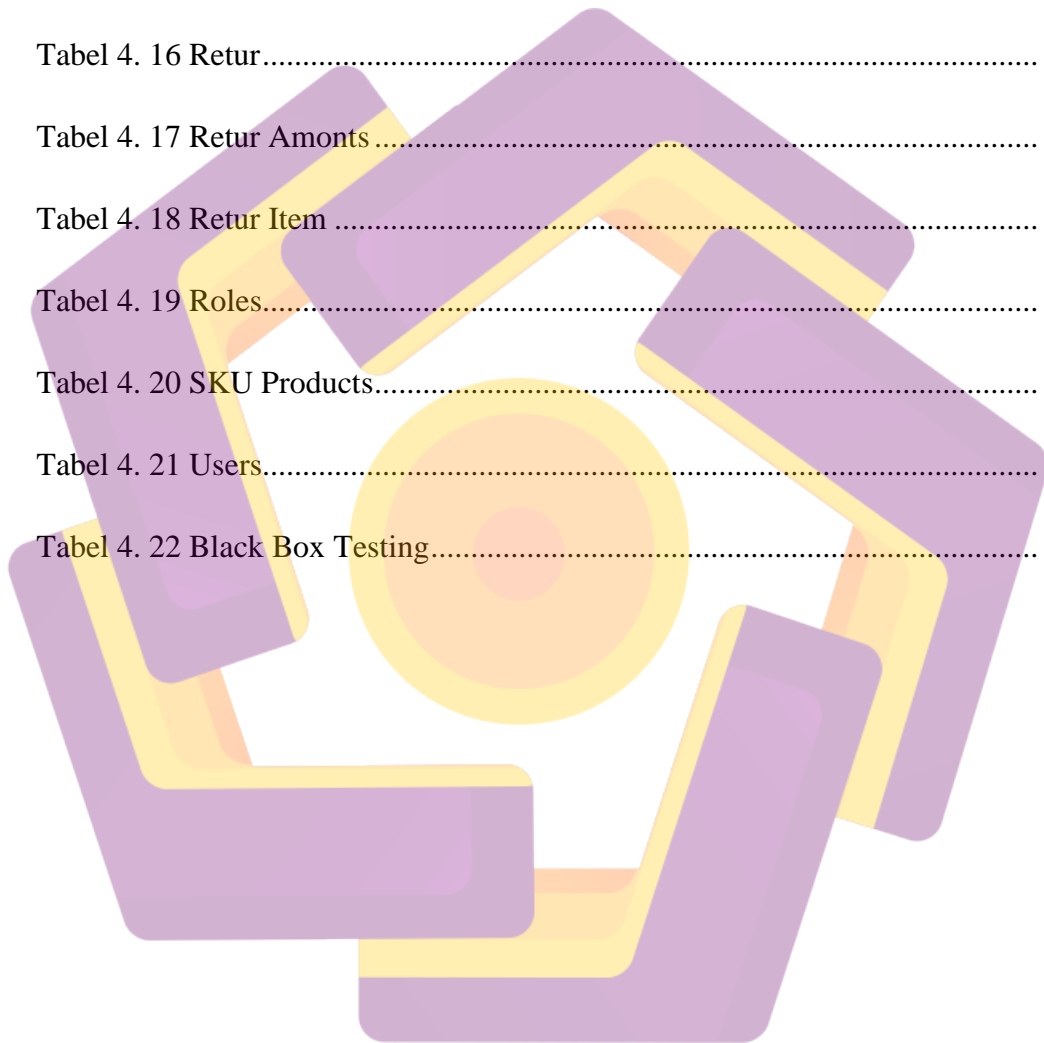 Tabel 4. 16 Retur..................................................................................................
Tabel 4. 17 Retur Amonts....................................................................................
Tabel 4. 18 Retur Item .........................................................................................
Tabel 4. 19 Roles..................................................................................................
Tabel 4. 20 SKU Products....................................................................................
Tabel 4. 21 Users..................................................................................................
Tabel 4. 22 Black Box Testing.............................................................................